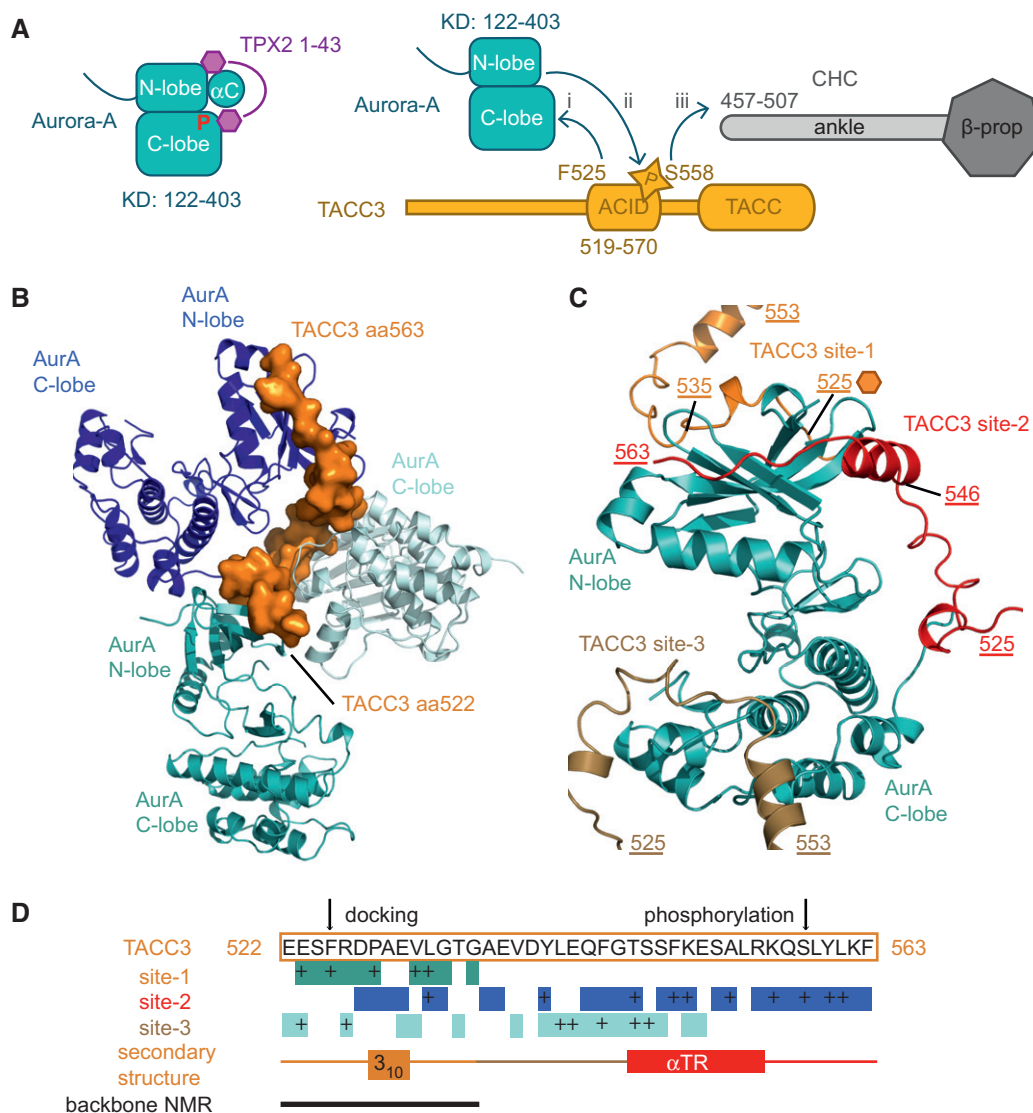 A
TPX2 1-43
N-lobe
αC
Aurora-A
P
C-lobe
KD: 122-403
KD: 122-403
N-lobe
Aurora-A
C-lobe
i
ii
iii
CHC
457-507
ankle
β-prop
F525
P
S558
TACC3
ACID
TACC
519-570
B
AurA
N-lobe
TACC3 aa563
AurA
C-lobe
AurA
C-lobe
AurA
N-lobe
TACC3 aa522
AurA
C-lobe
C
553
TACC3 site-1
535
525
TACC3 site-2
563
546
AurA
N-lobe
525
TACC3 site-3
AurA
C-lobe
525
553
D
docking
phosphorylation
TACC3 522 EESFRDPAEVLGTGAEVDYLEQFGTSSFKESALRKQSLYLKF 563
site-1 + + + ++
site-2 + + + ++ + + + ++
site-3 + + ++ + ++
secondary
structure
3₁₀
αTR
backbone NMR